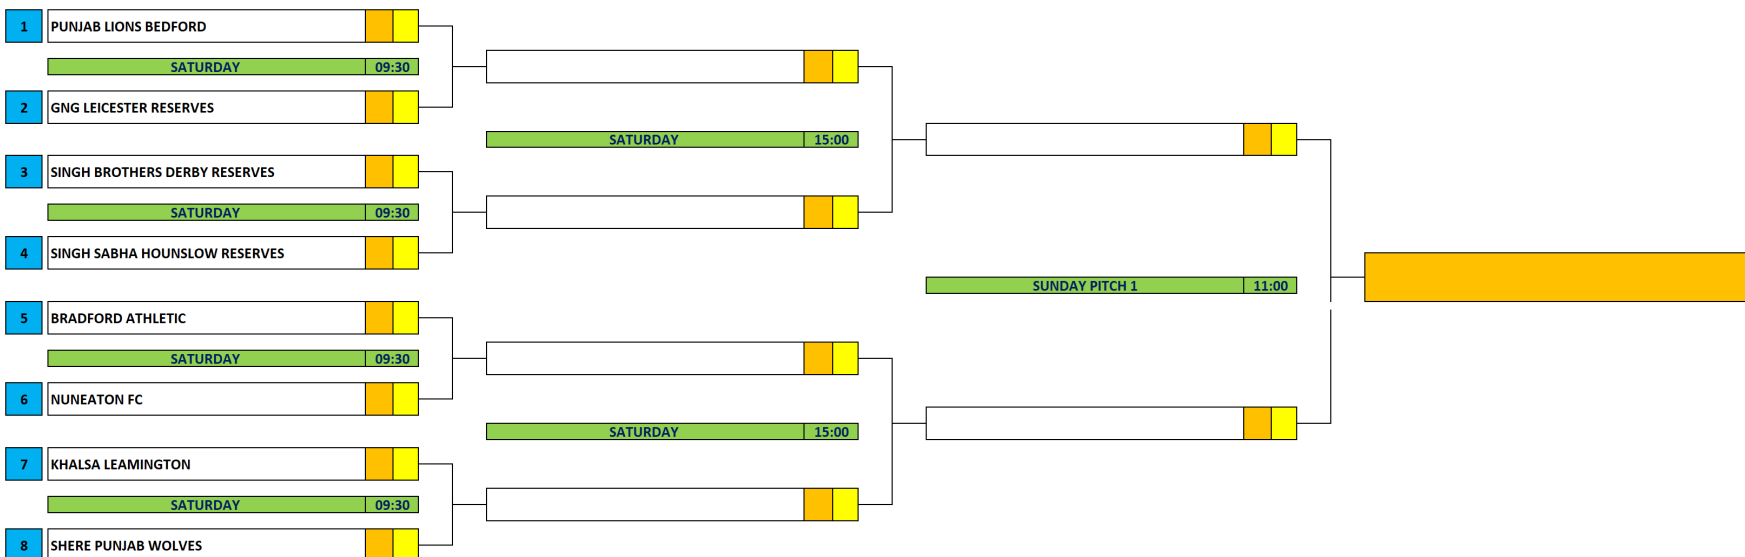 1 PUNJAB LIONS BEDFORD
SATURDAY 09:30
2 GNG LEICESTER RESERVES
3 SINGH BROTHERS DERBY RESERVES
SATURDAY 09:30
4 SINGH SABHA HOUNSLOW RESERVES
5 BRADFORD ATHLETIC
SATURDAY 09:30
6 NUNEATON FC
7 KHALSA LEAMINGTON
SATURDAY 09:30
8 SHERE PUNJAB WOLVES
SATURDAY 15:00
SATURDAY 15:00
SUNDAY PITCH 1 11:00